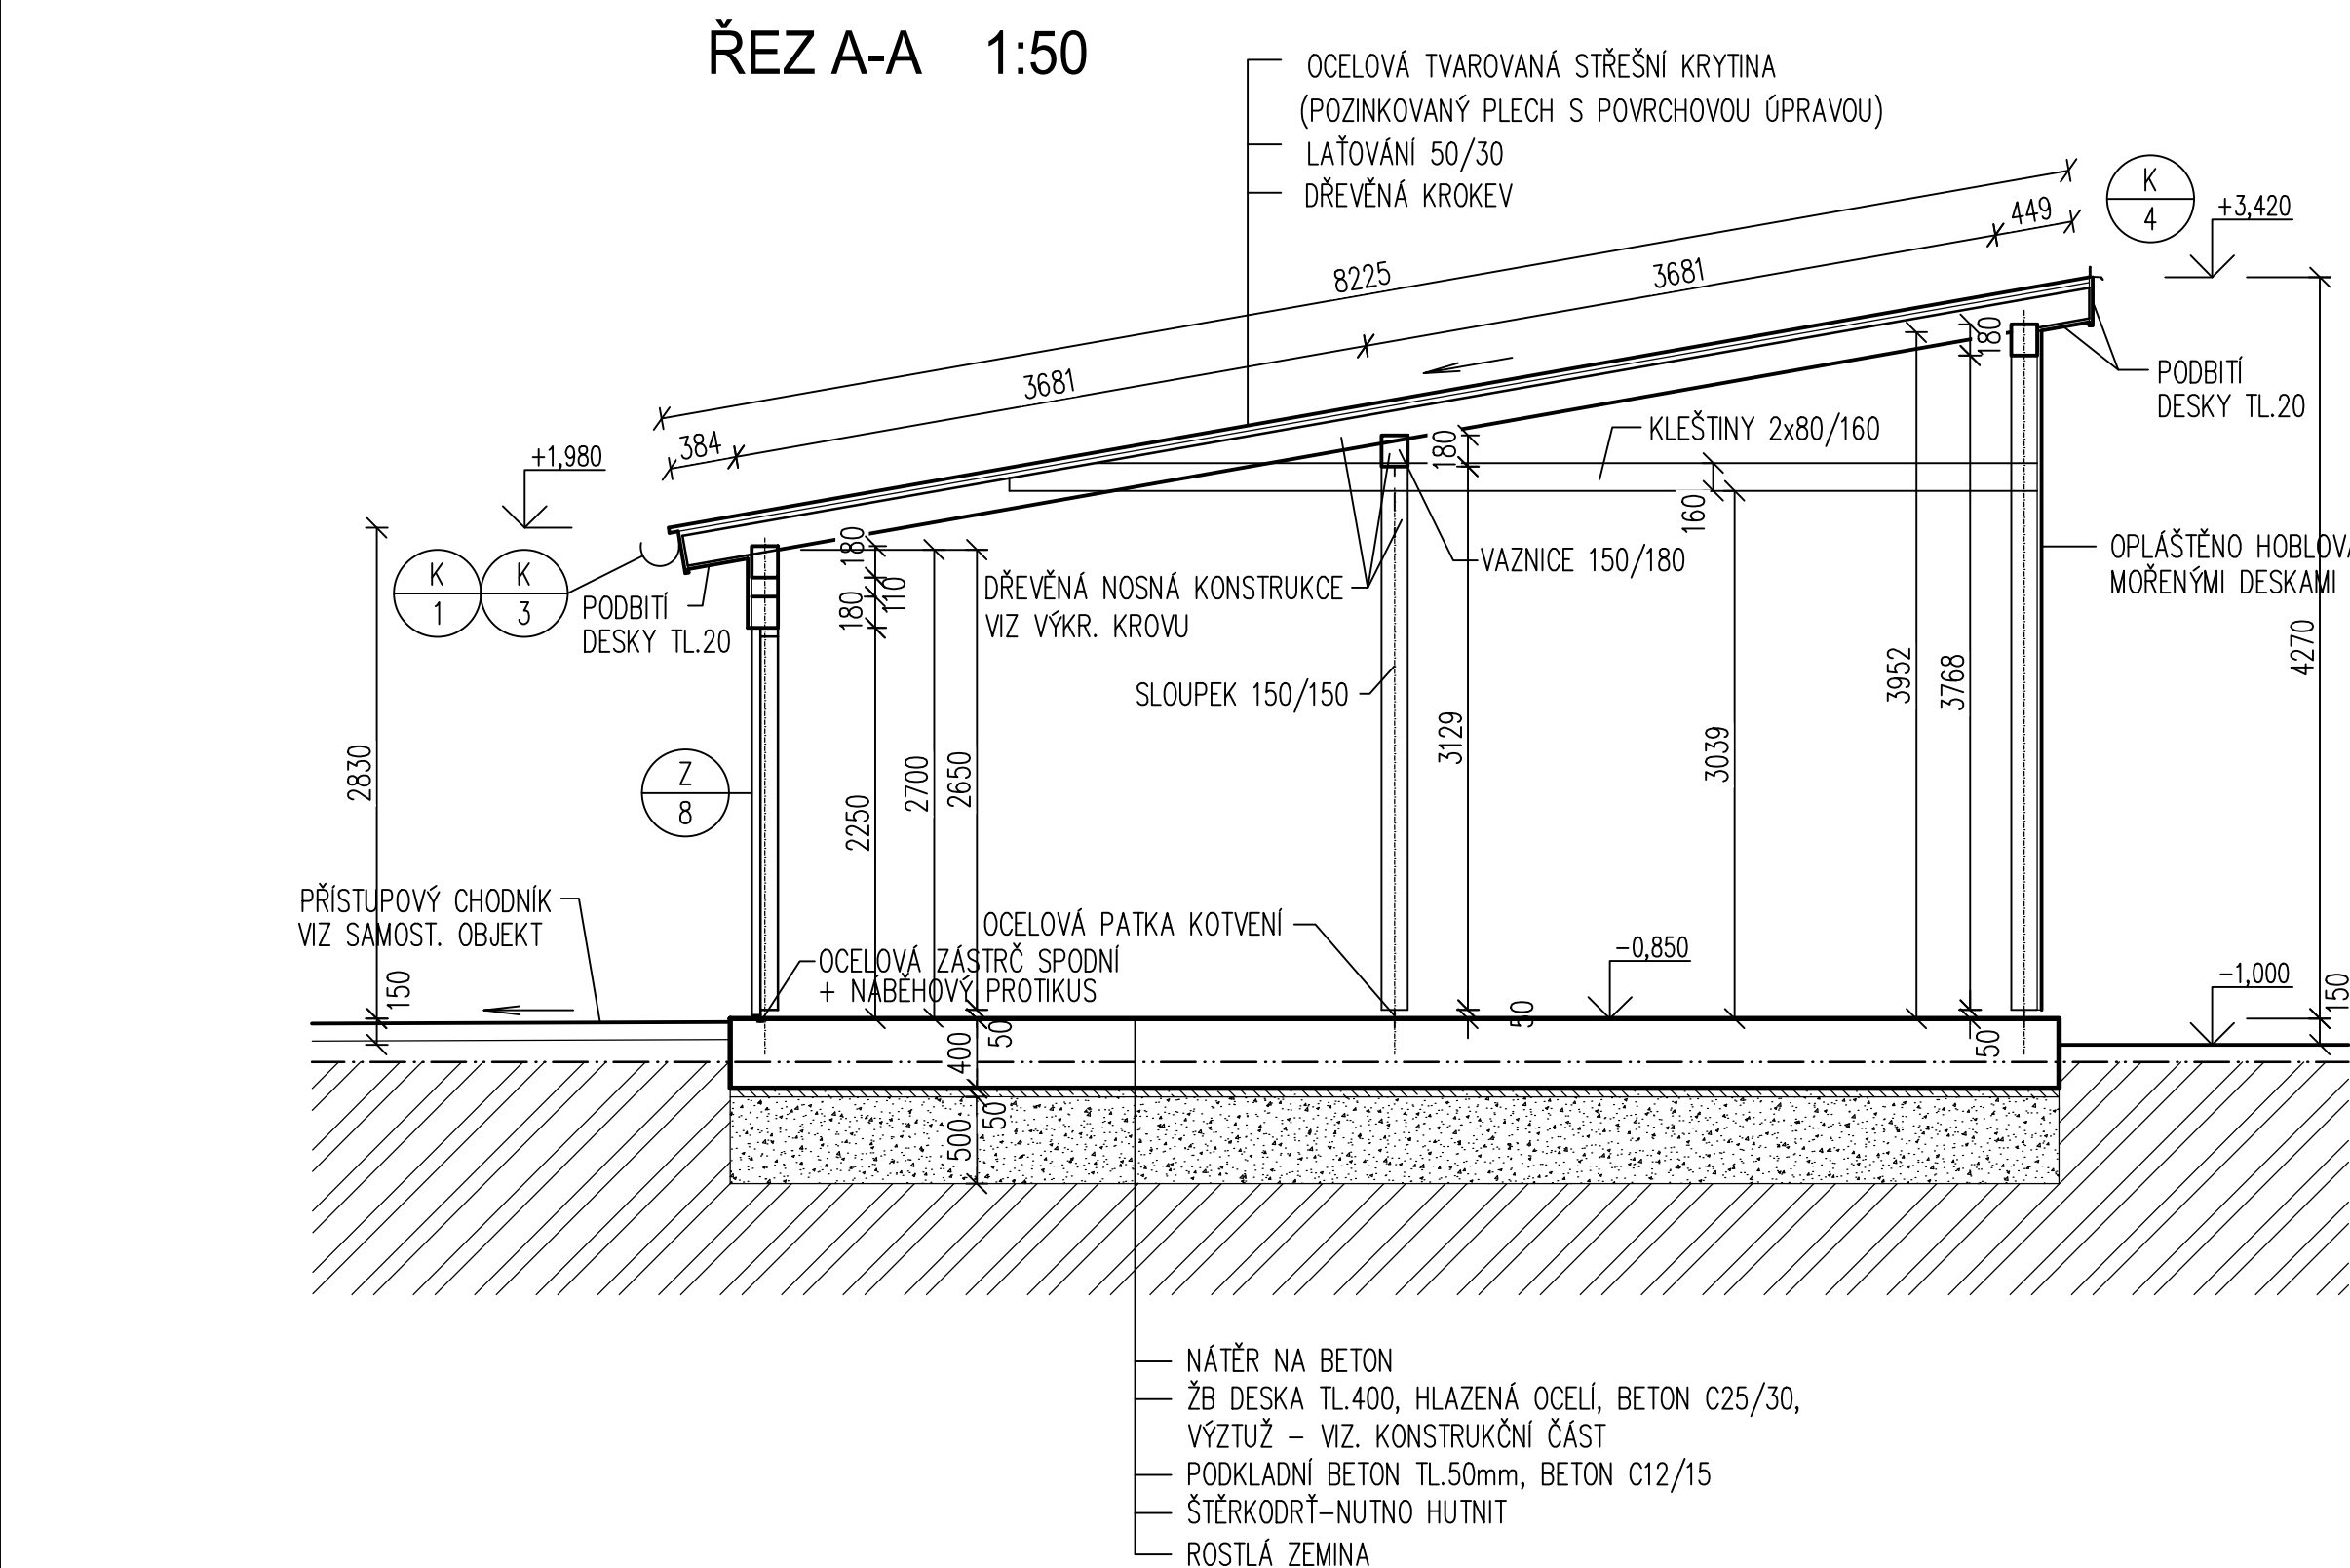 ŘEZ A-A 1:50
OCELOVÁ TVAROVANÁ STŘEŠNÍ KRYTINA
(POZINKOVANÝ PLECH S POVRCHOVOU ÚPRAVOU)
LAŤOVÁNÍ 50/30
DŘEVĚNÁ KROKEV
K
4
+3,420
449
8225
3681
3681
384
180
PODBITÍ
DESKY TL.20
+1,980
KLEŠTINY 2x80/160
180
160
K
1
K
3
PODBITÍ
DESKY TL.20
180
110
180
DŘEVĚNÁ NOSNÁ KONSTRUKCE
VIZ VÝKR. KROVU
VAZNICE 150/180
OPLÁŠTĚNO HOBLOVA
MOŘENÝMI DESKAMI
SLOUPEK 150/150
4270
3952
3768
3129
3039
2830
Z
8
2250
2700
2650
PŘÍSTUPOVÝ CHODNÍK
VIZ SAMOST. OBJEKT
OCELOVÁ PATKA KOTVENÍ
OCELOVÁ ZÁSTRČ SPODNÍ
+ NÁBĚHOVÝ PROTIKUS
-0,850
-1,000
150
150
50
50
50
400
50
500
NÁTĚR NA BETON
ŽB DESKA TL.400, HLAZENÁ OCELÍ, BETON C25/30,
VÝZTUŽ – VIZ. KONSTRUKČNÍ ČÁST
PODKLADNÍ BETON TL.50mm, BETON C12/15
ŠTĚRKODRŤ-NUTNO HUTNIT
ROSTLÁ ZEMINA